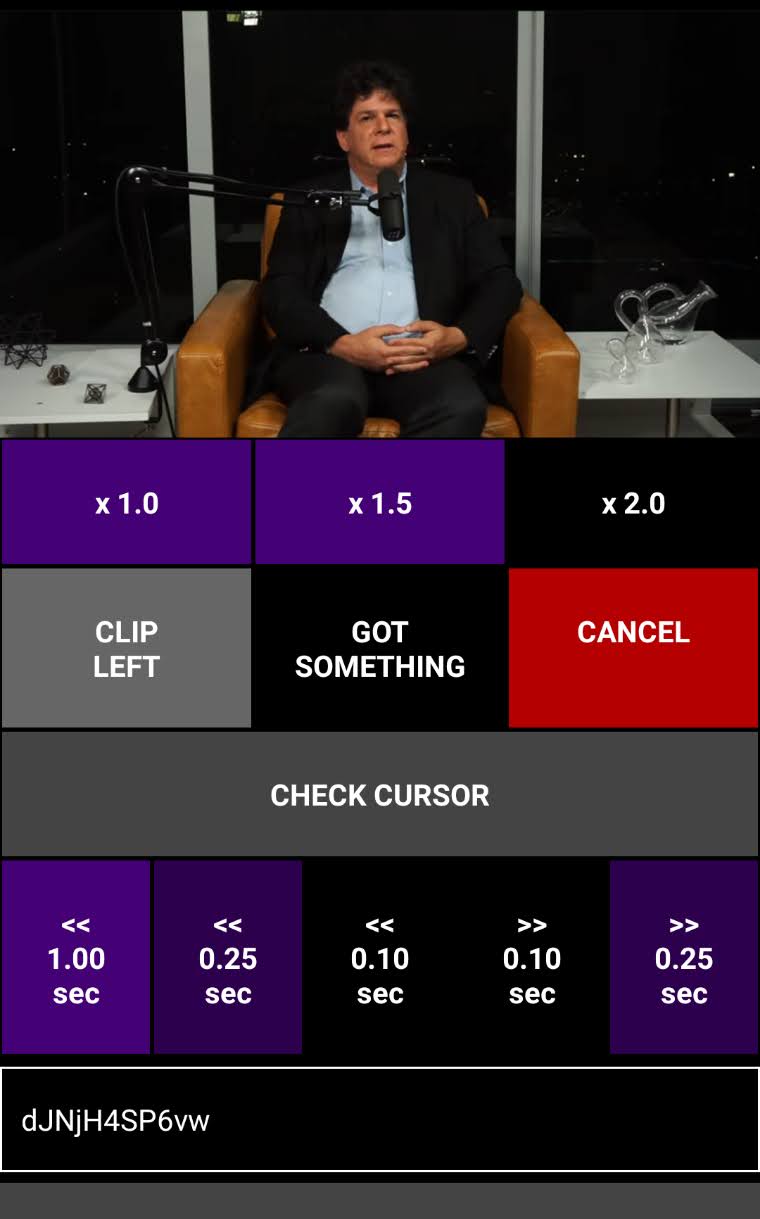 x 1.0
x 1.5
x 2.0
CLIP
LEFT
GOT
SOMETHING
CANCEL
CHECK CURSOR
<<
1.00
sec
<<
0.25
sec
<<
0.10
sec
>>
0.10
sec
>>
0.25
sec
dJNjH4SP6vw